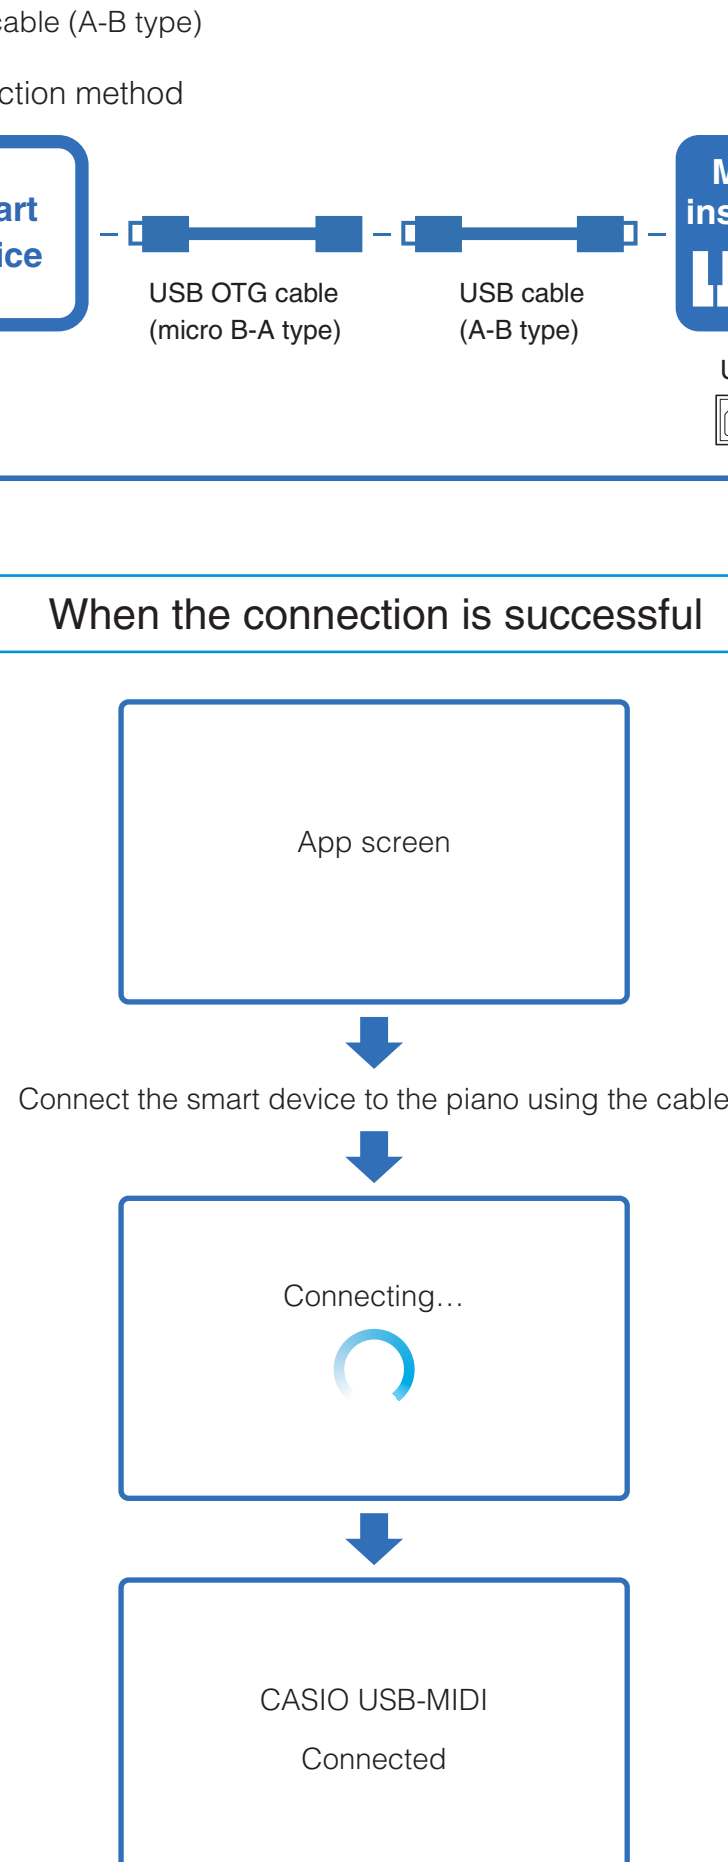 cable (A-B type)
ction method
art
ice
USB OTG cable
(micro B-A type)
USB cable
(A-B type)
M
ins
U
When the connection is successful
App screen
Connect the smart device to the piano using the cable
Connecting…
CASIO USB-MIDI
Connected